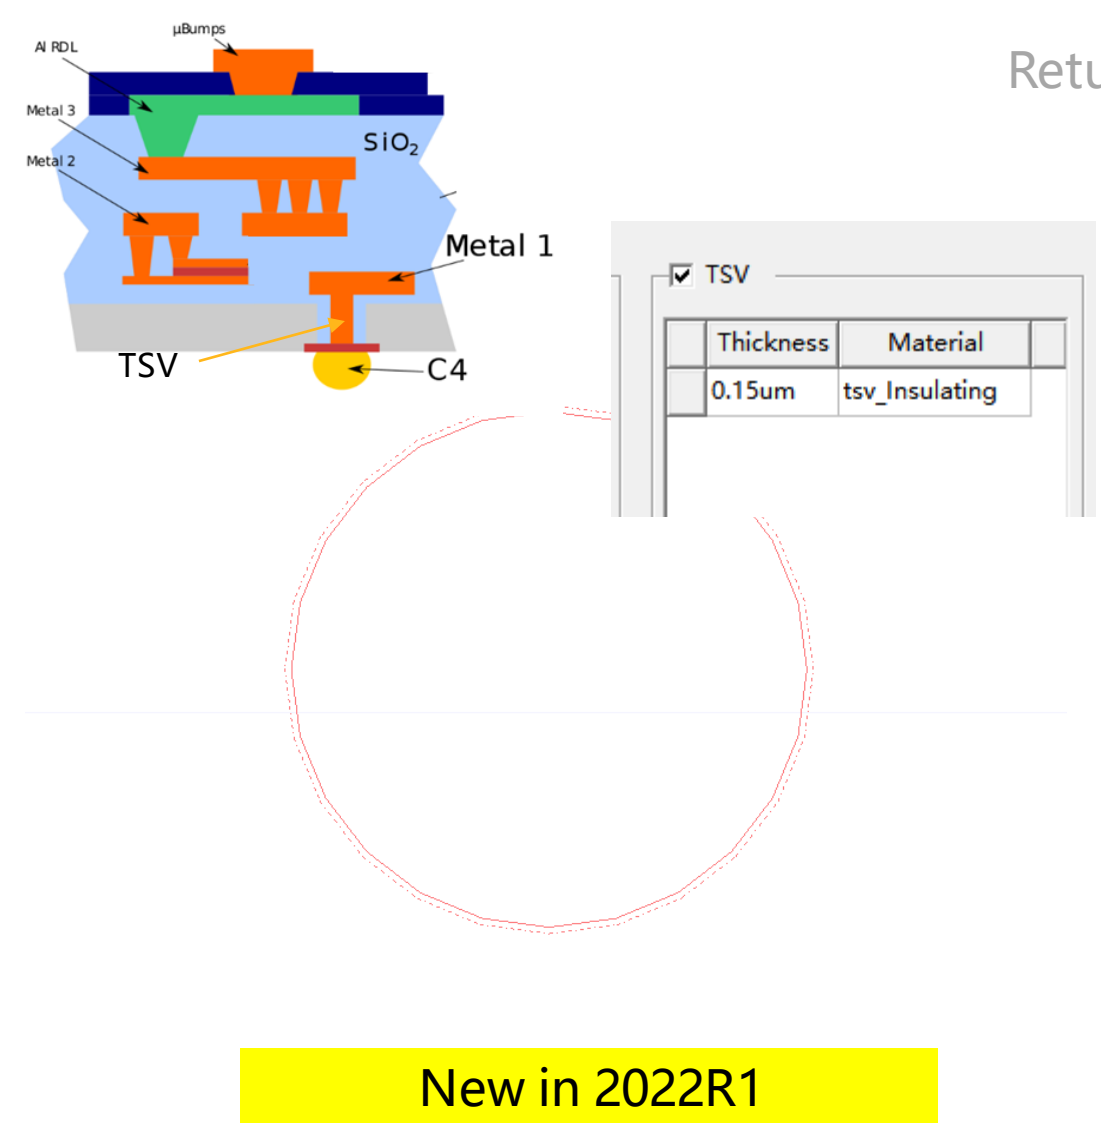 µBumps
Al RDL
Metal 3
SiO2
Metal 2
Metal 1
TSV
C4
TSV
Thickness Material
0.15um tsv_Insulating
New in 2022R1